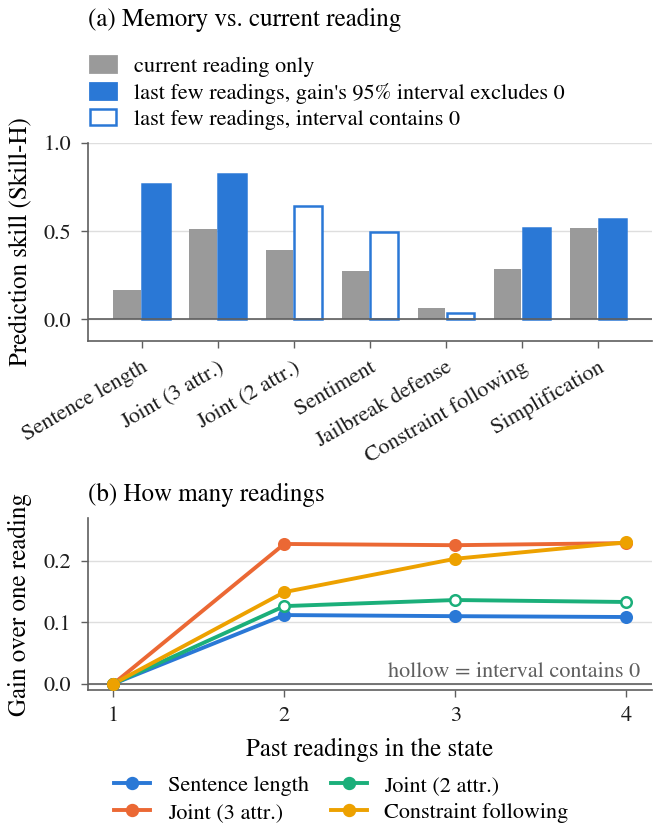 (a) Memory vs. current reading
current reading only
last few readings, gain's 95% interval excludes 0
last few readings, interval contains 0
Prediction skill (Skill-H)
1.0
0.5
0.0
Sentence length
Joint (3 attr.)
Joint (2 attr.)
Sentiment
Jailbreak defense
Constraint following
Simplification
(b) How many readings
Gain over one reading
0.2
0.1
0.0
hollow = interval contains 0
1 2 3 4
Past readings in the state
Sentence length
Joint (3 attr.)
Joint (2 attr.)
Constraint following